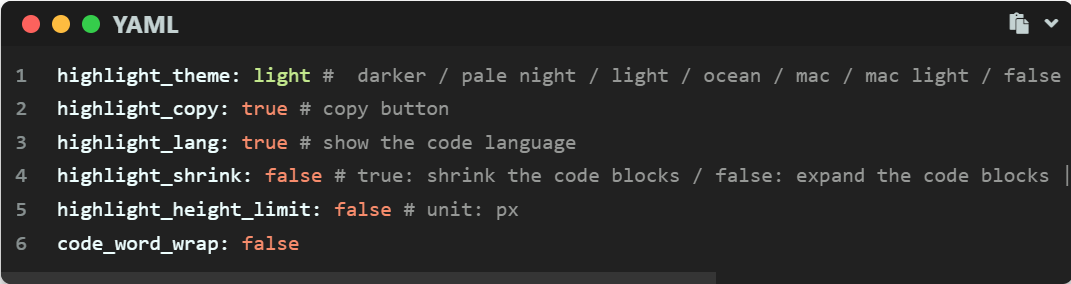 YAML
1 highlight_theme: light #  darker / pale night / light / ocean / mac / mac light / false
2 highlight_copy: true # copy button
3 highlight_lang: true # show the code language
4 highlight_shrink: false # true: shrink the code blocks / false: expand the code blocks |
5 highlight_height_limit: false # unit: px
6 code_word_wrap: false